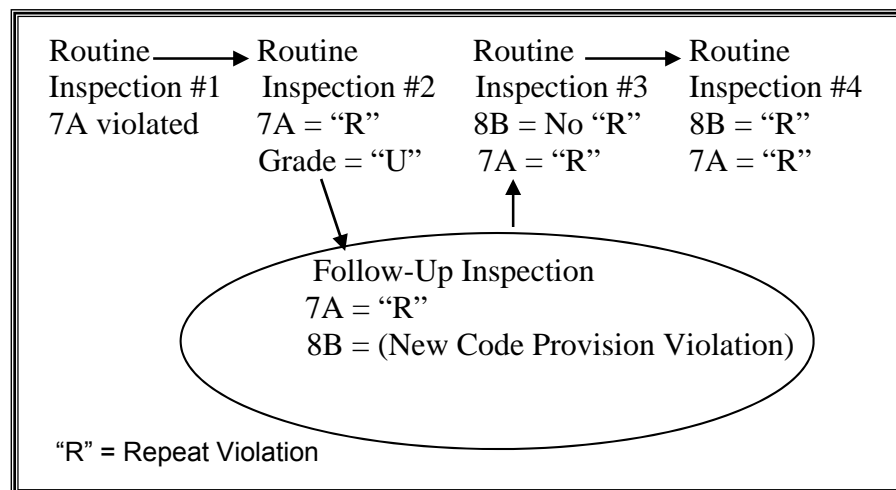 Routine
Inspection #1
7A violated
Routine
Inspection #2
7A = “R”
Grade = “U”
Routine
Inspection #3
8B = No “R”
7A = “R”
Routine
Inspection #4
8B = “R”
7A = “R”
Follow-Up Inspection
7A = “R”
8B = (New Code Provision Violation)
“R” = Repeat Violation